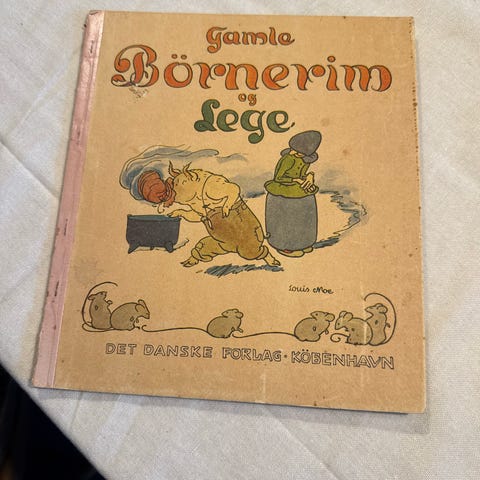 Gamle
Börnerim
og
Lege
Louis Moe
DET DANSKE FORLAG · KÖBENHAVN